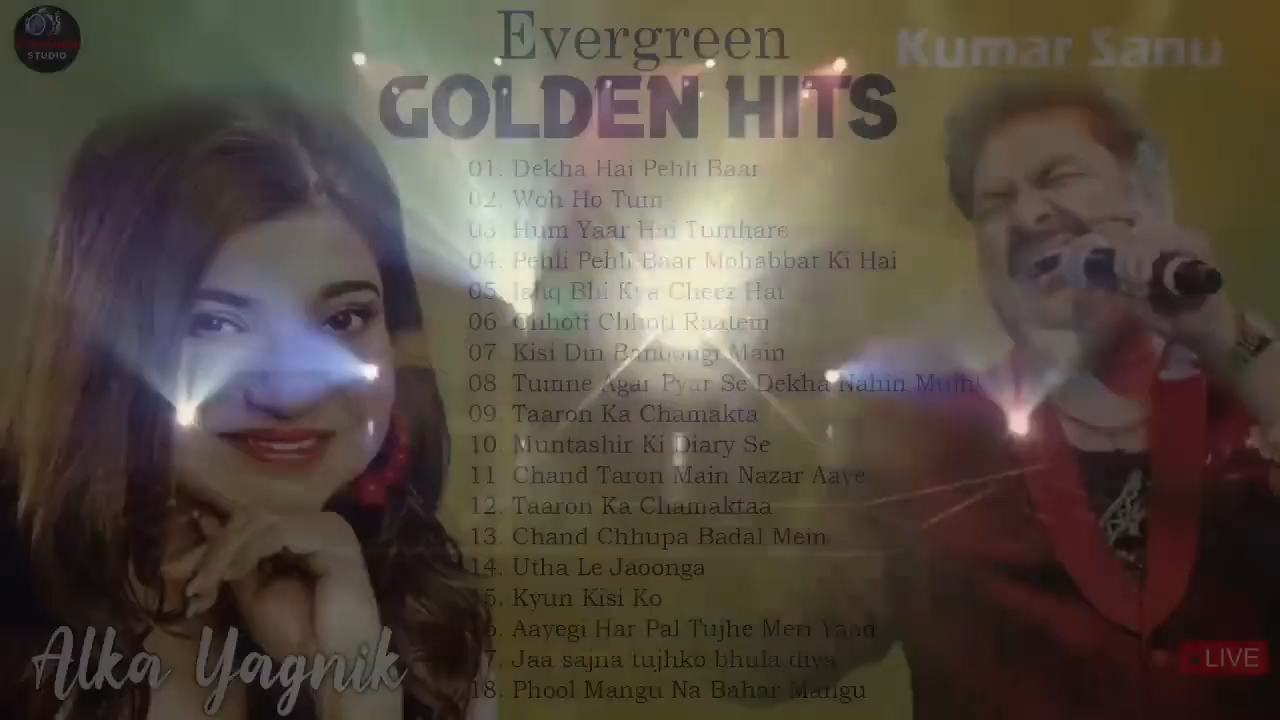 STUDIO
Evergreen
Kumar Sanu
GOLDEN HITS
01. Dekha Hai Pehli Baar
02. Woh Ho Tum
03. Hum Yaar Hai Tumhare
04. Pehli Pehli Baar Mohabbat Ki Hai
05. Ishq Bhi Kya Cheez Hai
06 Chhoti Chhoti Raatem
07. Kisi Din Banoongi Main
08 Tumne Agar Pyar Se Dekha Nahin Mujhe
09. Taaron Ka Chamakta
10. Muntashir Ki Diary Se
11 Chand Taron Main Nazar Aaye
12. Taaron Ka Chamaktaa
13. Chand Chhupa Badal Mein
14. Utha Le Jaoonga
15. Kyun Kisi Ko
16. Aayegi Har Pal Tujhe Meri Yaad
17. Jaa sajna tujhko bhula diya
18. Phool Mangu Na Bahar Mangu
Alka Yagnik
LIVE